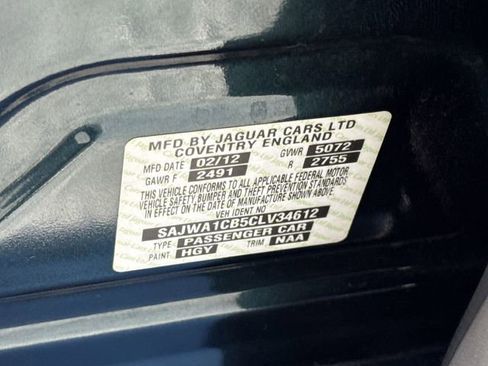 MFD BY JAGUAR CARS LTD
COVENTRY ENGLAND
MFD DATE 02/12 GVWR 5072
GAWR F 2491 R 2755
THIS VEHICLE CONFORMS TO ALL APPLICABLE FEDERAL MOTOR
VEHICLE SAFETY, BUMPER AND THEFT PREVENTION STANDARDS
IN EFFECT ON THE DATE OF MANUFACTURE SHOWN ABOVE.
VEH IDENT NO
SAJWA1CB5CLV34612
TYPE PASSENGER CAR
PAINT HGY TRIM NAA